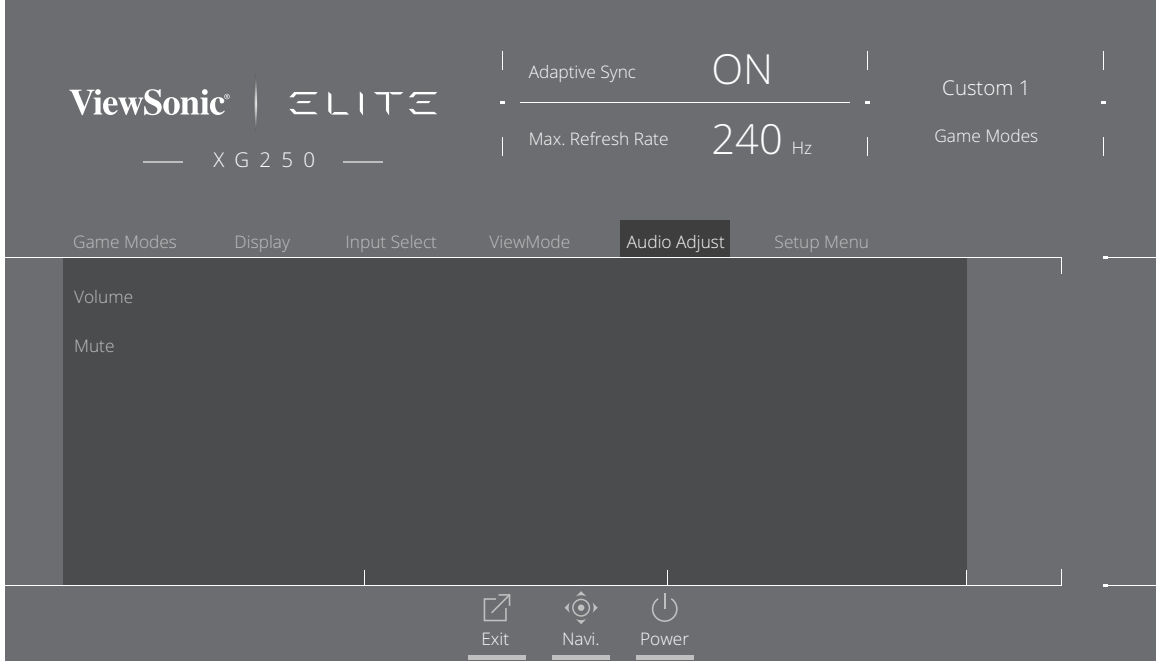 ViewSonic® ELITE
XG250
Adaptive Sync ON
Max. Refresh Rate 240 Hz
Custom 1
Game Modes
Game Modes Display Input Select ViewMode Audio Adjust Setup Menu
Volume
Mute
Exit Navi. Power